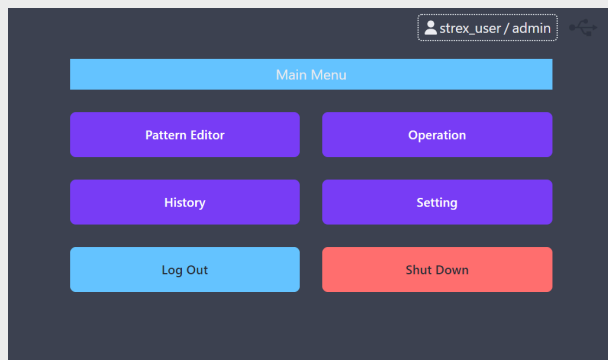 strex_user / admin
Main Menu
Pattern Editor
Operation
History
Setting
Log Out
Shut Down